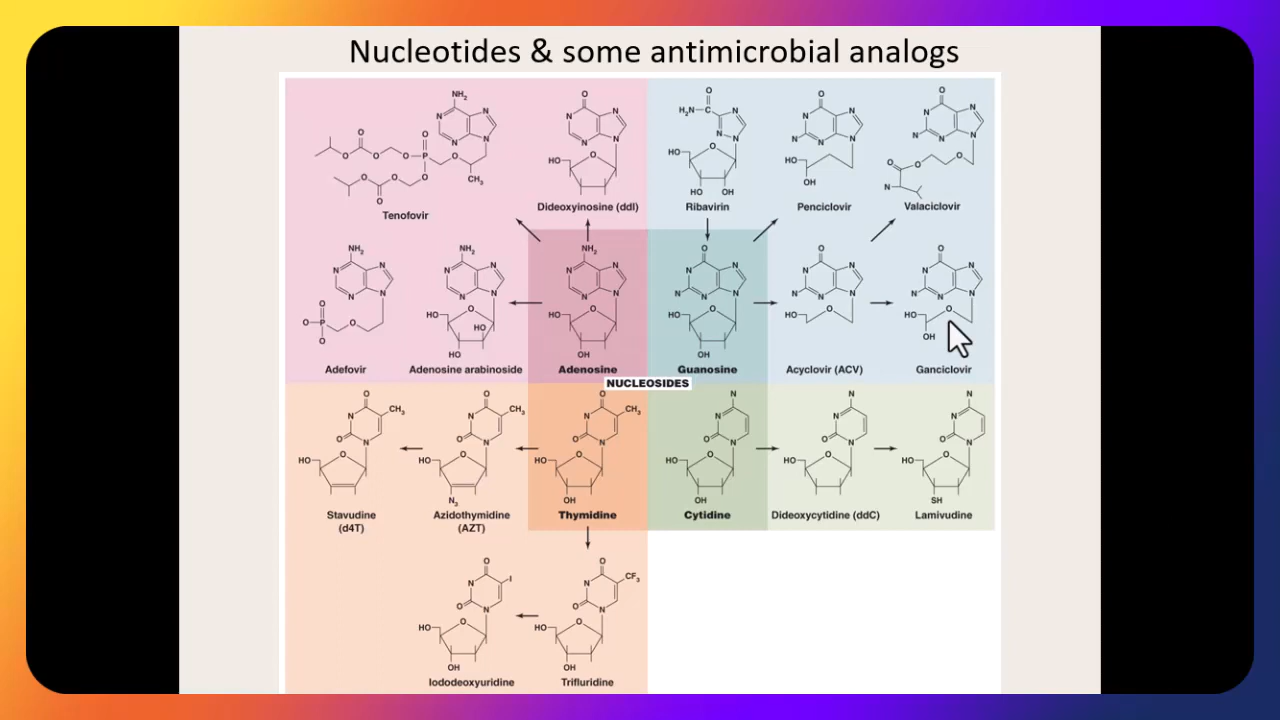 Nucleotides & some antimicrobial analogs
Tenofovir
Dideoxyinosine (ddI)
Ribavirin
Penciclovir
Valaciclovir
Adefovir
Adenosine arabinoside
Adenosine
Guanosine
Acyclovir (ACV)
Ganciclovir
NUCLEOSIDES
Stavudine
(d4T)
Azidothymidine
(AZT)
Thymidine
Cytidine
Dideoxycytidine (ddC)
Lamivudine
Iododeoxyuridine
Trifluridine